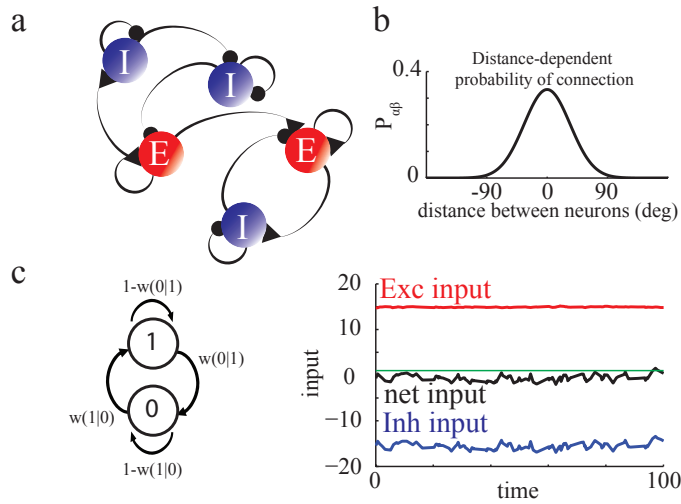 a
I
I
E
E
I
b
Distance-dependent
probability of connection
0.4
P αβ
0
-90
0
90
distance between neurons (deg)
c
1-w(0|1)
1
w(0|1)
w(1|0)
0
1-w(1|0)
20
Exc input
10
input
0
net input
Inh input
−10
−20
0
time
100